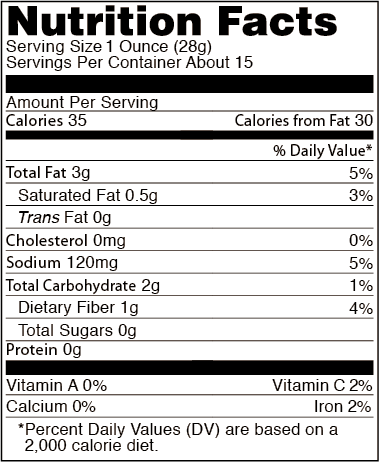 Nutrition Facts
Serving Size 1 Ounce (28g)
Servings Per Container About 15
Amount Per Serving
Calories 35 Calories from Fat 30
% Daily Value*
Total Fat 3g 5%
Saturated Fat 0.5g 3%
Trans Fat 0g
Cholesterol 0mg 0%
Sodium 120mg 5%
Total Carbohydrate 2g 1%
Dietary Fiber 1g 4%
Total Sugars 0g
Protein 0g
Vitamin A 0% Vitamin C 2%
Calcium 0% Iron 2%
*Percent Daily Values (DV) are based on a
2,000 calorie diet.